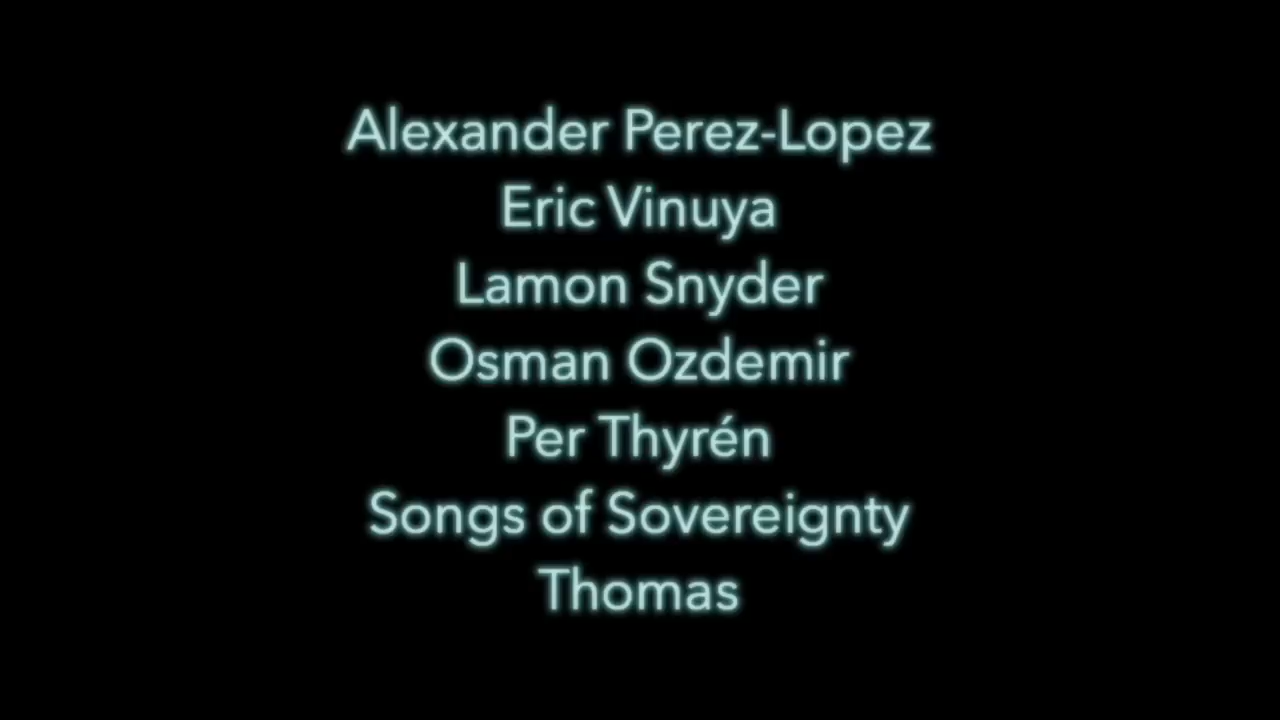 Alexander Perez-Lopez
Eric Vinuya
Lamon Snyder
Osman Ozdemir
Per Thyrén
Songs of Sovereignty
Thomas